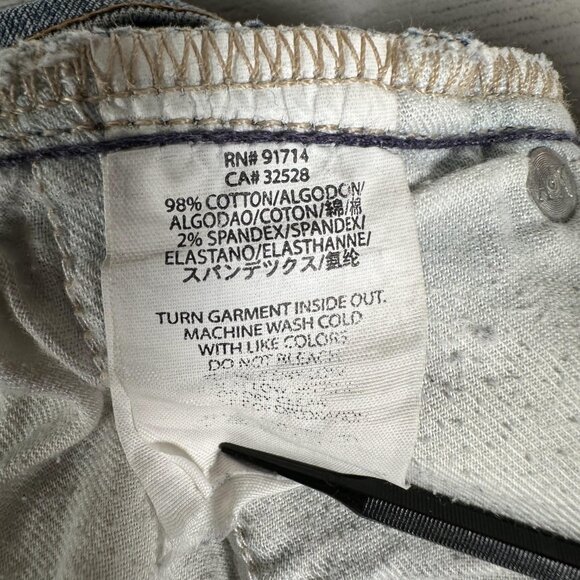 RN# 91714
CA# 32528
98% COTTON/ALGODON/
ALGODAO/COTON/綿/棉
2% SPANDEX/SPANDEX/
ELASTANO/ELASTHANNE/
スパンデックス/氨纶
TURN GARMENT INSIDE OUT.
MACHINE WASH COLD
WITH LIKE COLORS
DO NOT BLEACH